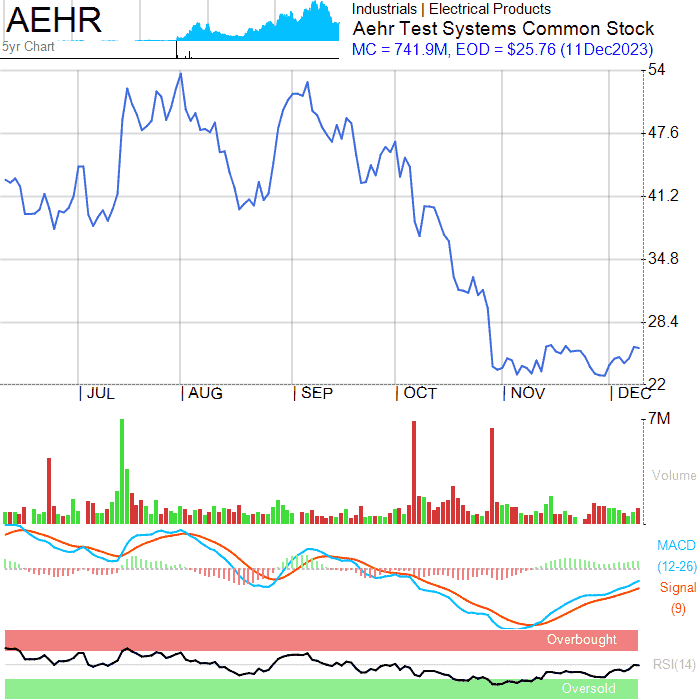 AEHR
5yr Chart
Industrials | Electrical Products
Aehr Test Systems Common Stock
MC = 741.9M, EOD = $25.76 (11Dec2023)
54
47.6
41.2
34.8
28.4
22
JUL
AUG
SEP
OCT
NOV
DEC
7M
Volume
MACD
(12-26)
Signal
(9)
Overbought
RSI(14)
Oversold